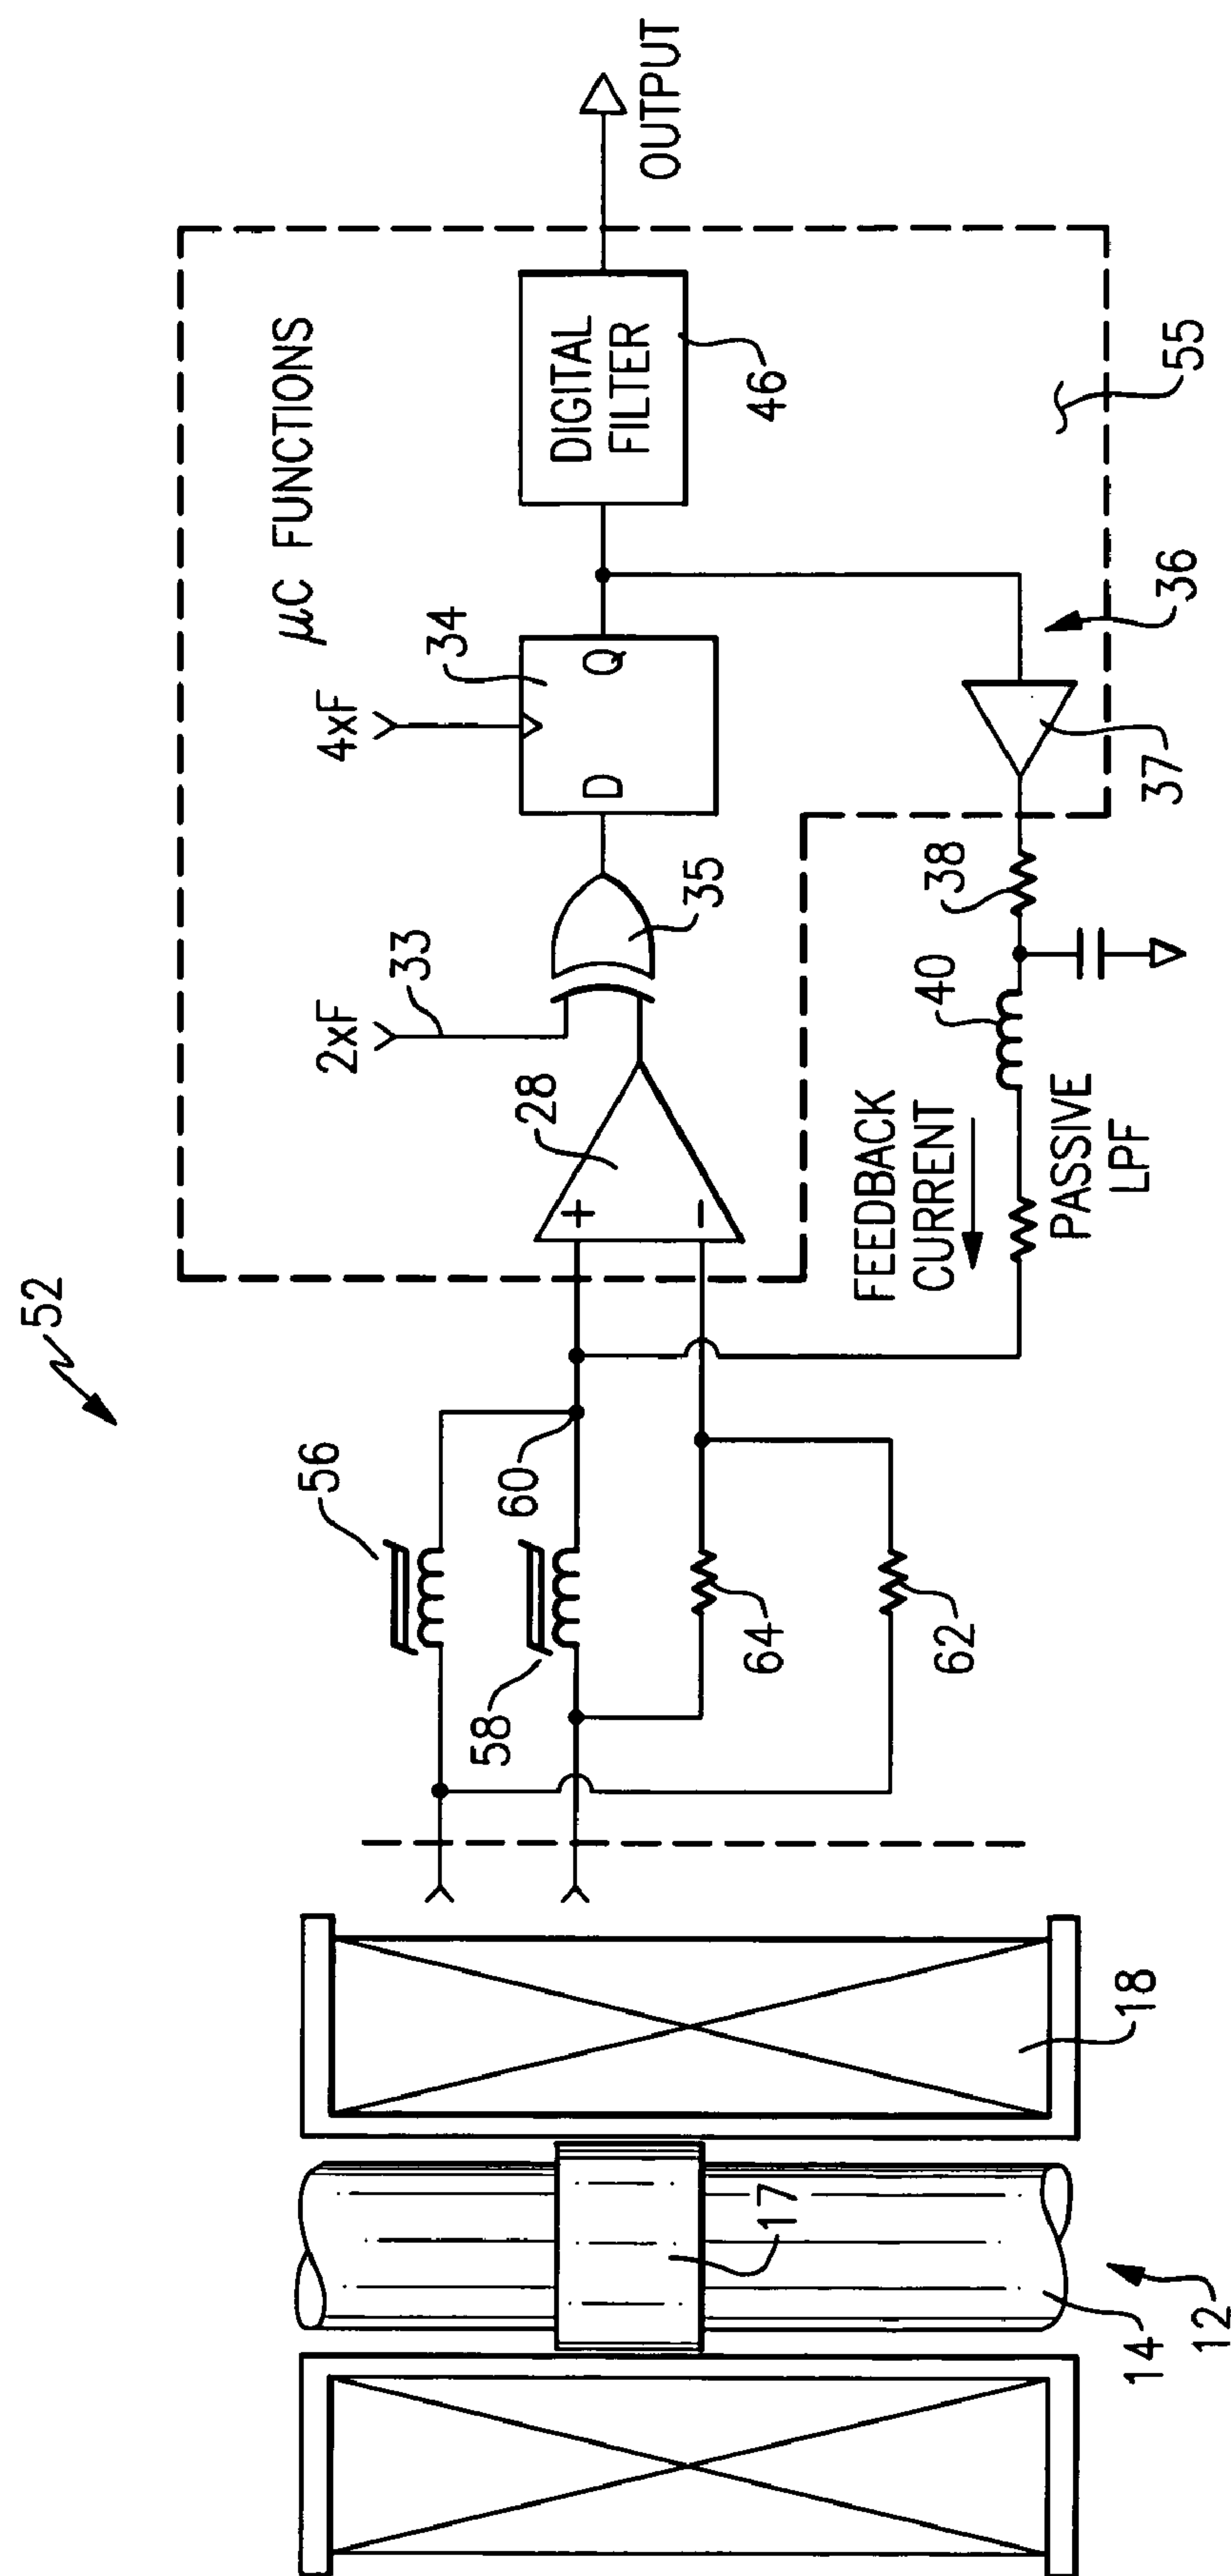 52
μC FUNCTIONS
OUTPUT
2xF
33
4xF
34
D
Q
DIGITAL
FILTER
46
35
28
+
−
56
58
60
64
62
FEEDBACK
CURRENT
PASSIVE
LPF
40
38
37
36
55
18
17
14
12